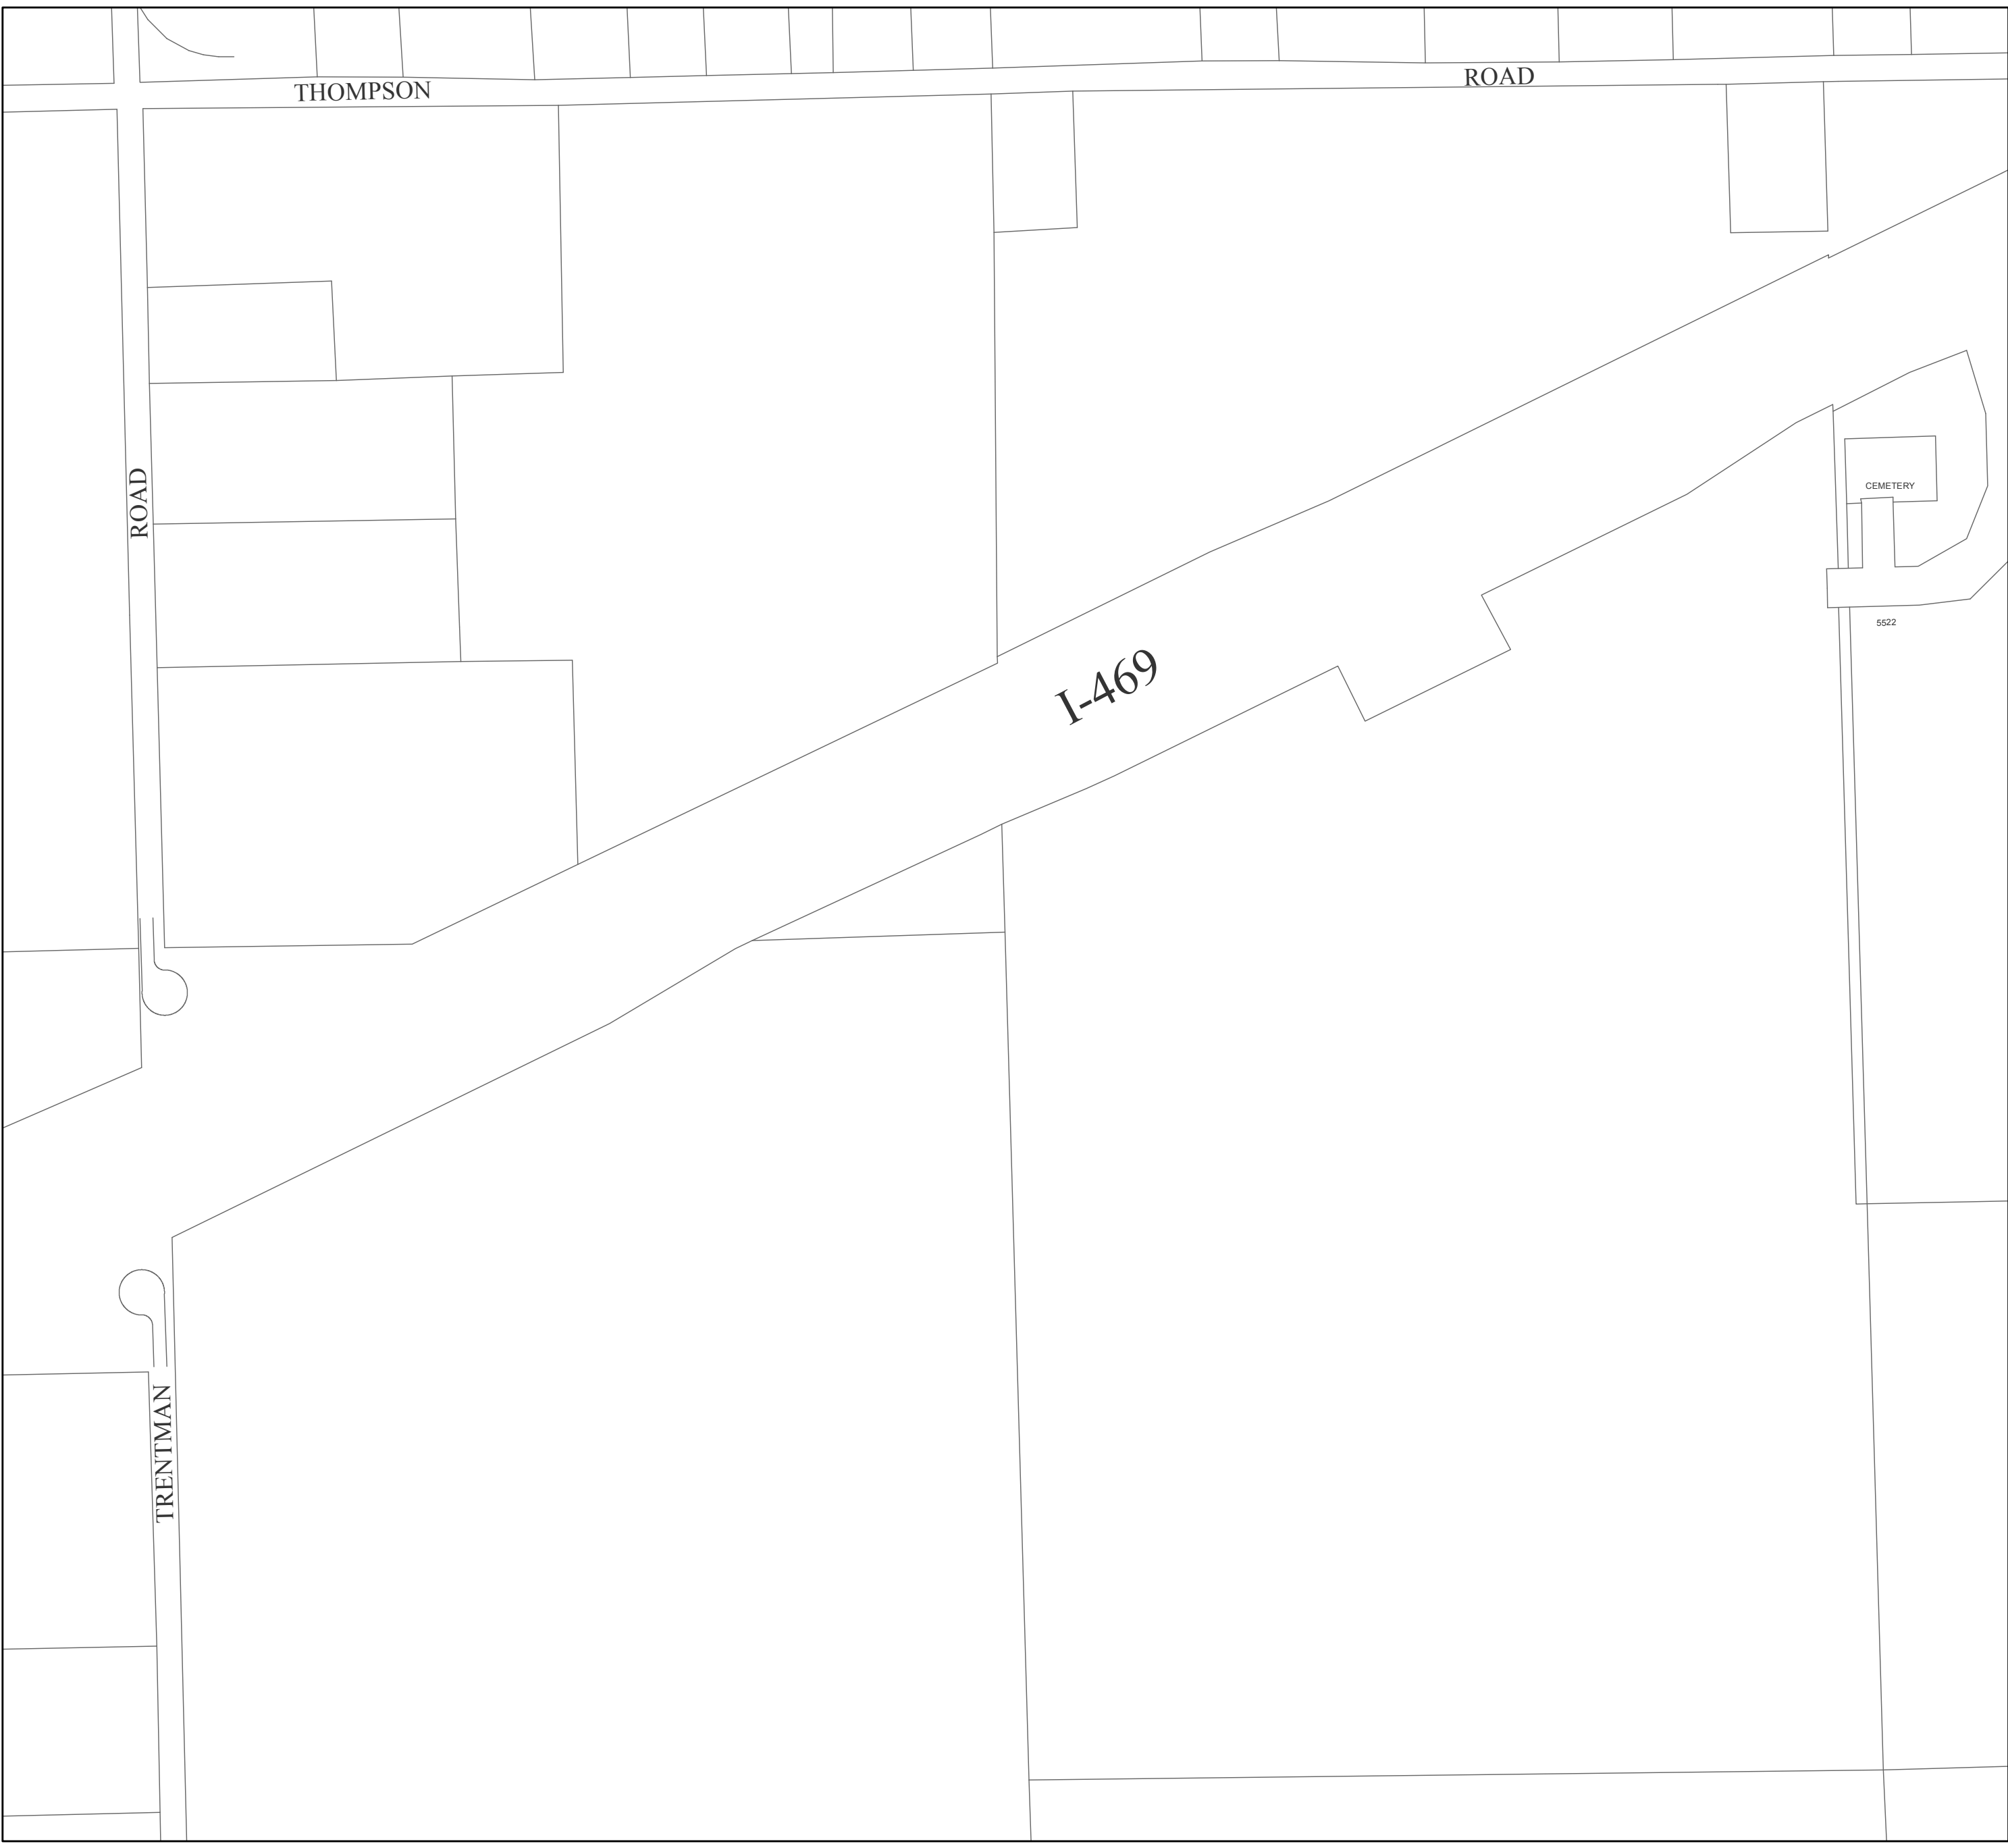 THOMPSON ROAD
ROAD
CEMETERY
5522
I-469
TRENTMAN